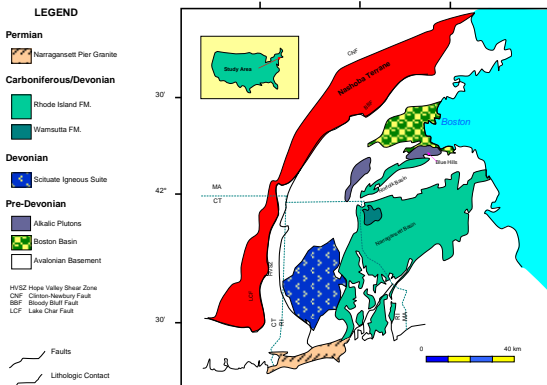 LEGEND
Permian
Narragansett Pier Granite
Carboniferous/Devonian
Rhode Island FM.
Wamsutta FM.
Devonian
Scituate Igneous Suite
Pre-Devonian
Alkalic Plutons
Boston Basin
Avalonian Basement
HVSZ Hope Valley Shear Zone
CNF Clinton-Newbury Fault
BBF Bloody Bluff Fault
LCF Lake Char Fault
Faults
Lithologic Contact
Study Area
CNF
Nashoba Terrane
BBF
30'
Boston
Blue Hills
Norfolk Basin
42°
MA
CT
Narragansett Basin
HVSZ
LCF
CT
RI
RI
MA
30'
0
40 km